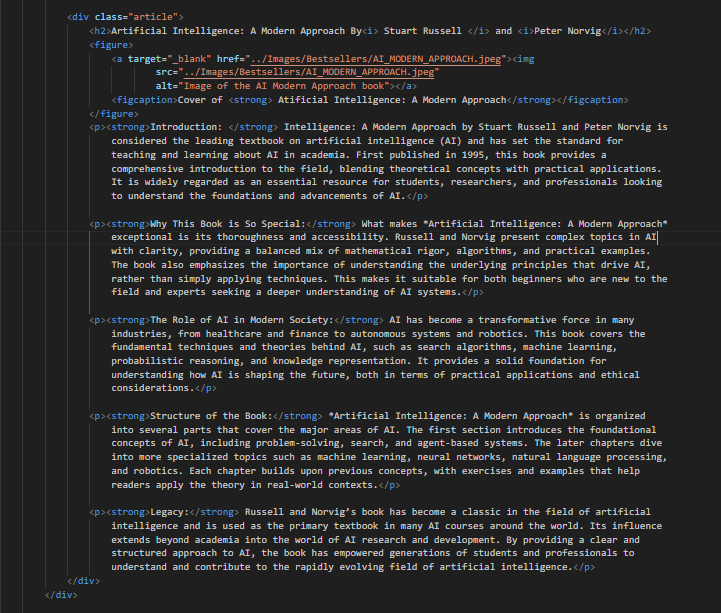 <div class="article">
<h2>Artificial Intelligence: A Modern Approach By<i> Stuart Russell </i> and <i>Peter Norvig</i></h2>
<figure>
<a target="_blank" href="../Images/Bestsellers/AI_MODERN_APPROACH.jpeg"><img
src="../Images/Bestsellers/AI_MODERN_APPROACH.jpeg"
alt="Image of the AI Modern Approach book"></a>
<figcaption>Cover of <strong> Atificial Intelligence: A Modern Approach</strong></figcaption>
</figure>
<p><strong>Introduction: </strong> Intelligence: A Modern Approach by Stuart Russell and Peter Norvig is
considered the leading textbook on artificial intelligence (AI) and has set the standard for
teaching and learning about AI in academia. First published in 1995, this book provides a
comprehensive introduction to the field, blending theoretical concepts with practical applications.
It is widely regarded as an essential resource for students, researchers, and professionals looking
to understand the foundations and advancements of AI.</p>
<p><strong>Why This Book is So Special:</strong> What makes *Artificial Intelligence: A Modern Approach*
exceptional is its thoroughness and accessibility. Russell and Norvig present complex topics in AI
with clarity, providing a balanced mix of mathematical rigor, algorithms, and practical examples.
The book also emphasizes the importance of understanding the underlying principles that drive AI,
rather than simply applying techniques. This makes it suitable for both beginners who are new to the
field and experts seeking a deeper understanding of AI systems.</p>
<p><strong>The Role of AI in Modern Society:</strong> AI has become a transformative force in many
industries, from healthcare and finance to autonomous systems and robotics. This book covers the
fundamental techniques and theories behind AI, such as search algorithms, machine learning,
probabilistic reasoning, and knowledge representation. It provides a solid foundation for
understanding how AI is shaping the future, both in terms of practical applications and ethical
considerations.</p>
<p><strong>Structure of the Book:</strong> *Artificial Intelligence: A Modern Approach* is organized
into several parts that cover the major areas of AI. The first section introduces the foundational
concepts of AI, including problem-solving, search, and agent-based systems. The later chapters dive
into more specialized topics such as machine learning, neural networks, natural language processing,
and robotics. Each chapter builds upon previous concepts, with exercises and examples that help
readers apply the theory in real-world contexts.</p>
<p><strong>Legacy:</strong> Russell and Norvig’s book has become a classic in the field of artificial
intelligence and is used as the primary textbook in many AI courses around the world. Its influence
extends beyond academia into the world of AI research and development. By providing a clear and
structured approach to AI, the book has empowered generations of students and professionals to
understand and contribute to the rapidly evolving field of artificial intelligence.</p>
</div>
</div>